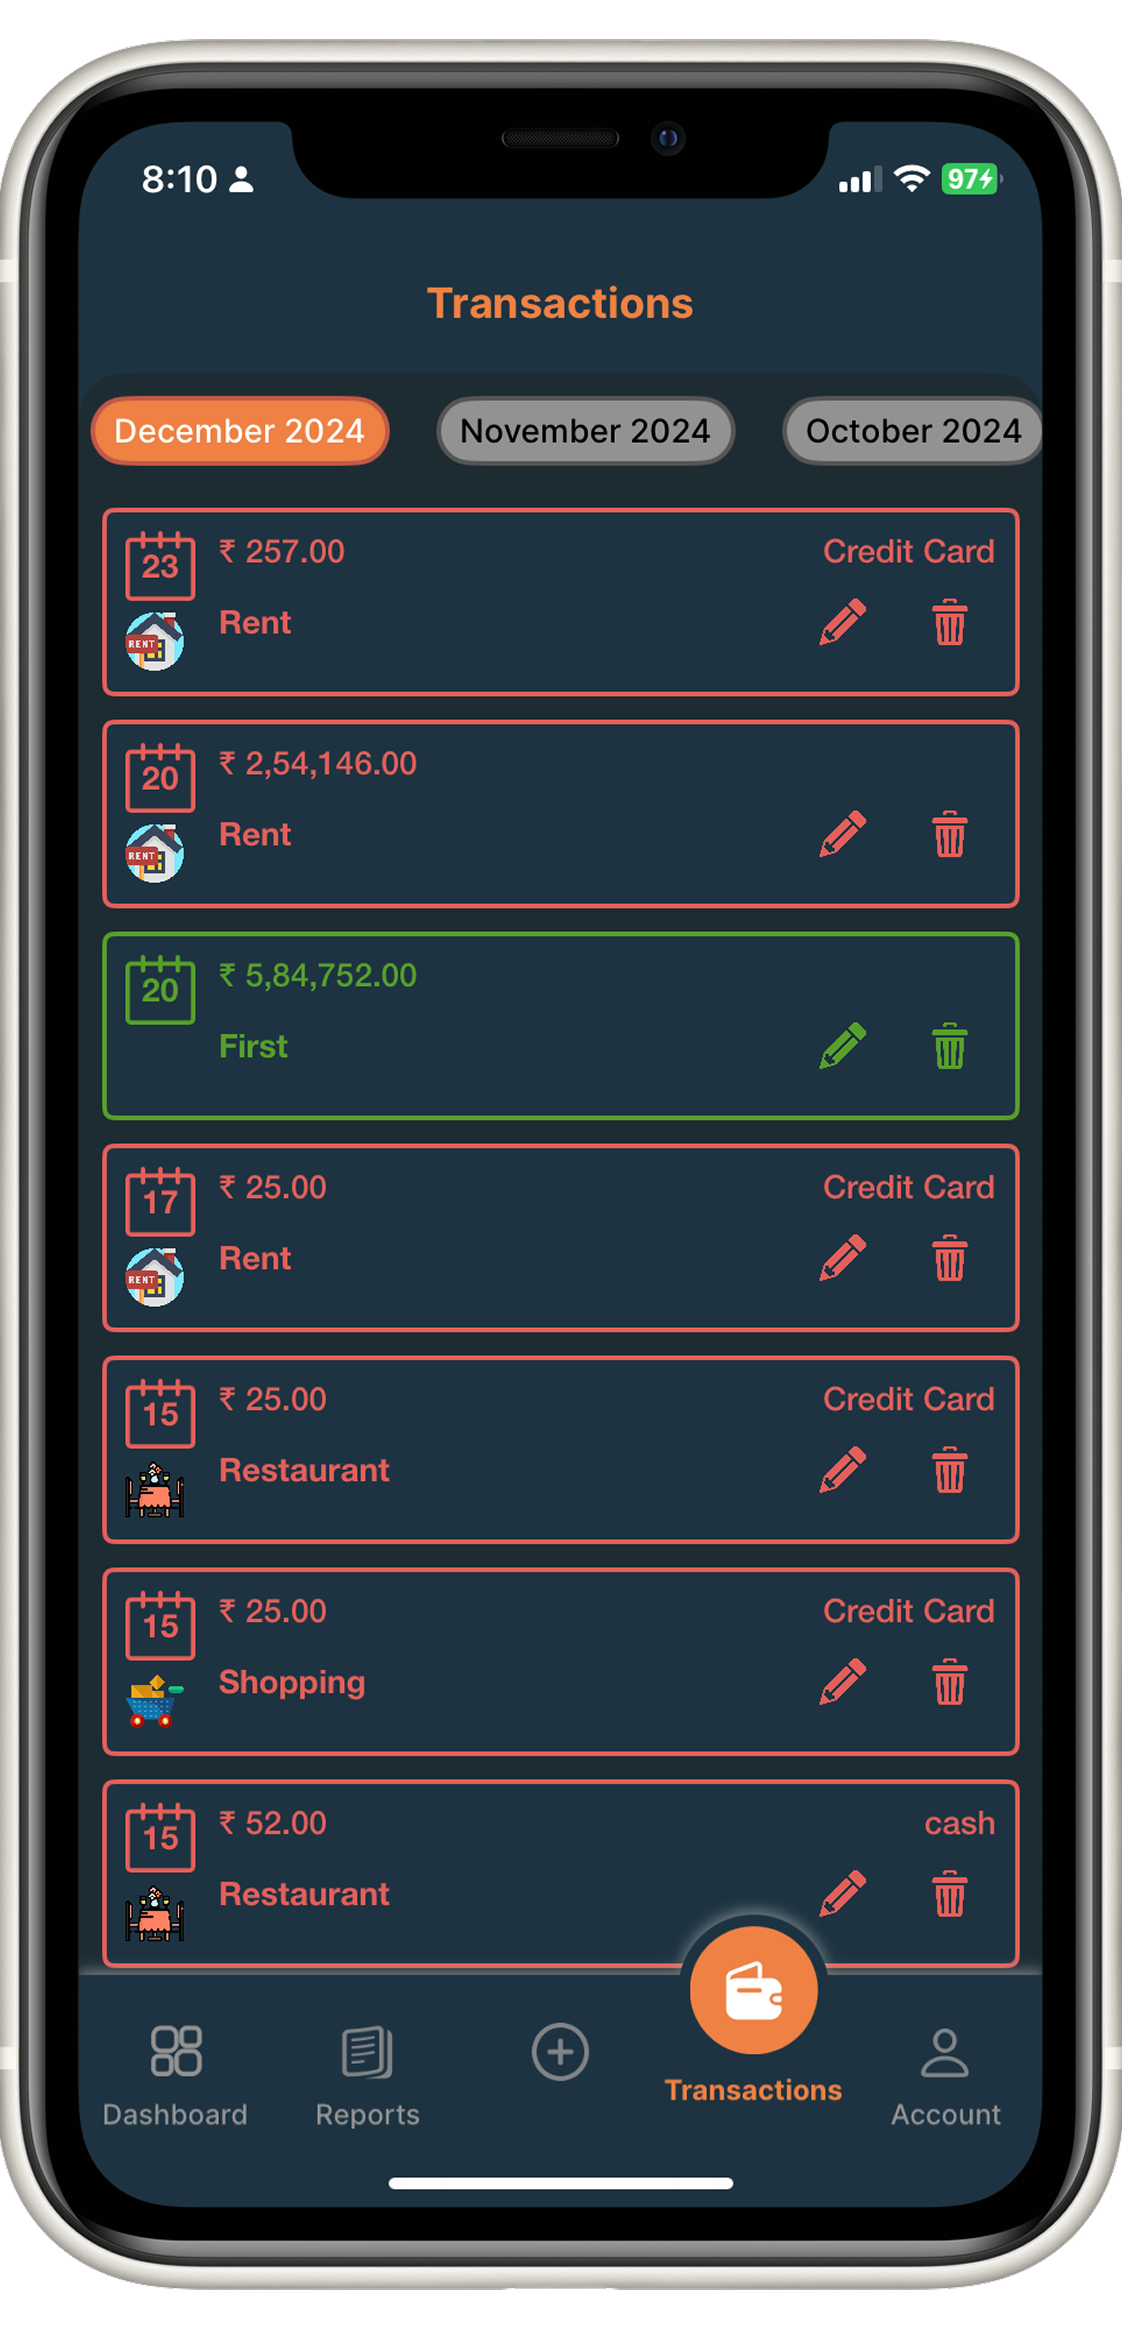 8:10
97
Transactions
December 2024 November 2024 October 2024
23 ₹ 257.00 Credit Card
RENT Rent
20 ₹ 2,54,146.00
RENT Rent
20 ₹ 5,84,752.00
First
17 ₹ 25.00 Credit Card
RENT Rent
15 ₹ 25.00 Credit Card
Restaurant
15 ₹ 25.00 Credit Card
Shopping
15 ₹ 52.00 cash
Restaurant
Dashboard Reports Transactions Account